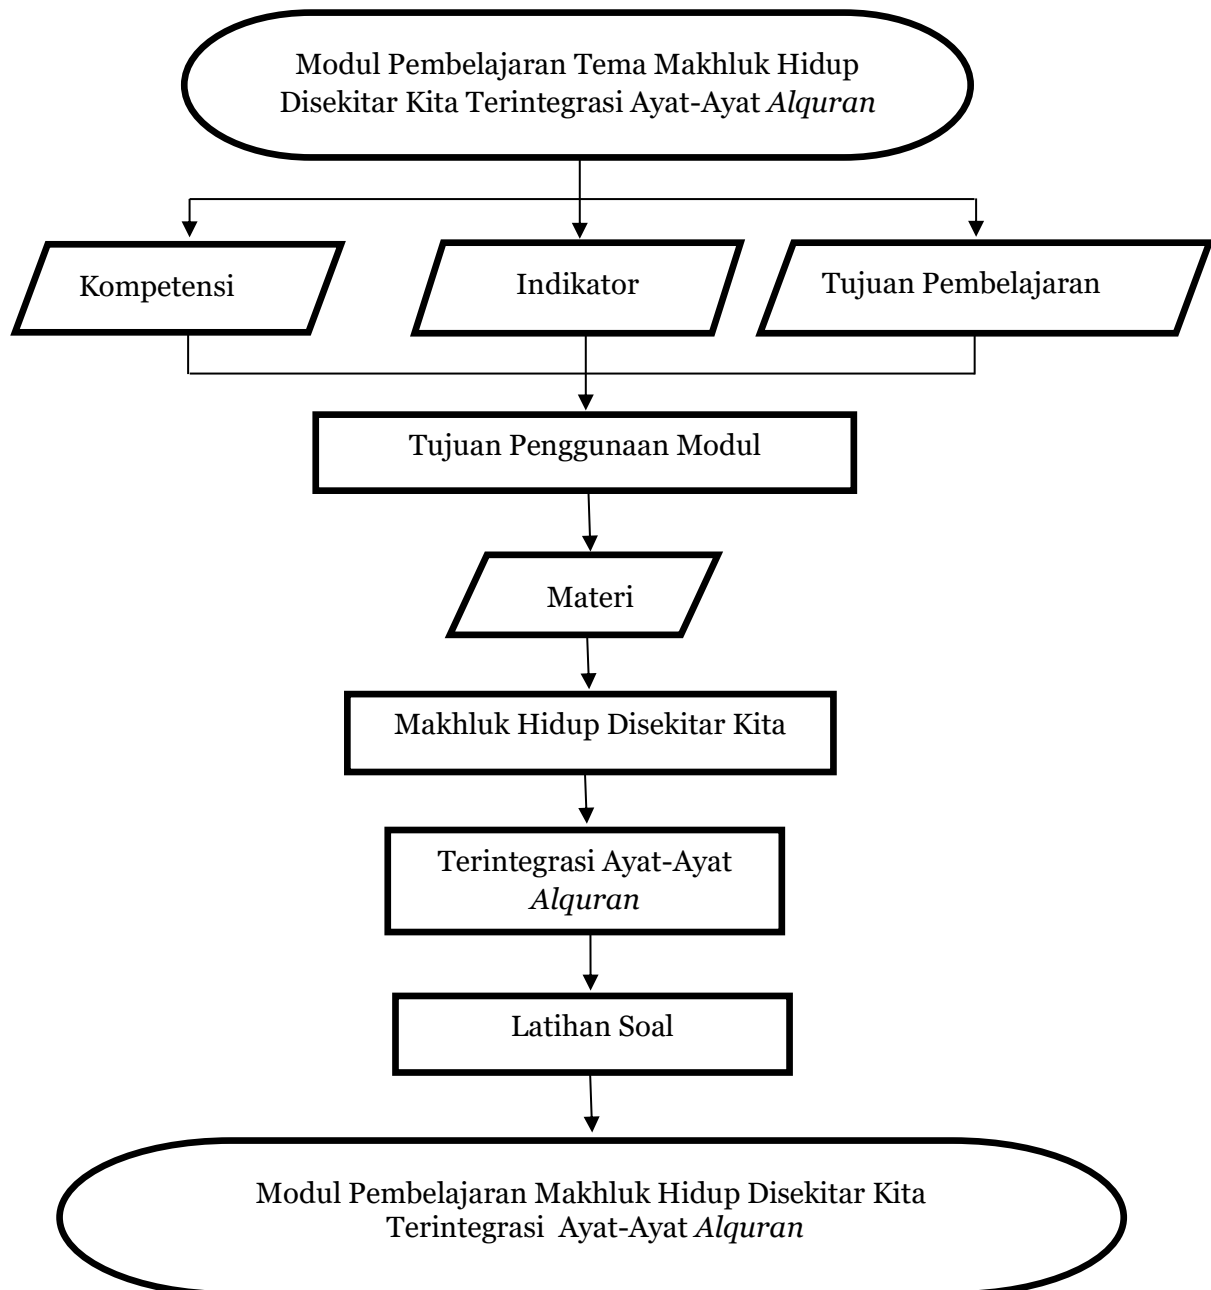 Modul Pembelajaran Tema Makhluk Hidup
Disekitar Kita Terintegrasi Ayat-Ayat Alquran
Kompetensi
Indikator
Tujuan Pembelajaran
Tujuan Penggunaan Modul
Materi
Makhluk Hidup Disekitar Kita
Terintegrasi Ayat-Ayat
Alquran
Latihan Soal
Modul Pembelajaran Makhluk Hidup Disekitar Kita
Terintegrasi  Ayat-Ayat Alquran